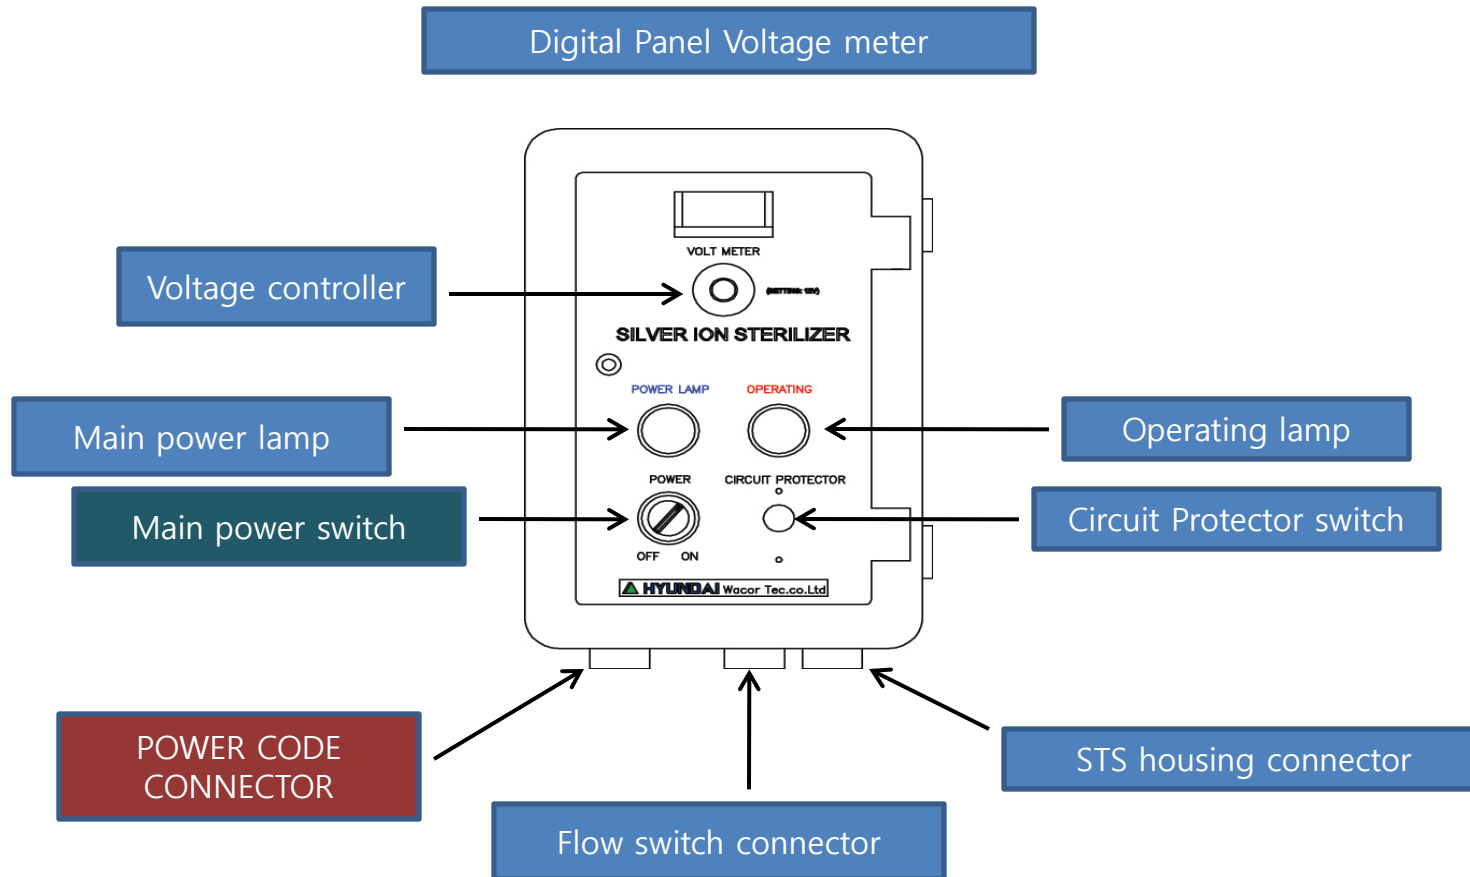 Digital Panel Voltage meter
VOLT METER
Voltage controller
(SETTING: 12V)
SILVER ION STERILIZER
POWER LAMP
OPERATING
Main power lamp
Operating lamp
POWER
CIRCUIT PROTECTOR
Main power switch
Circuit Protector switch
OFF ON
HYUNDAI Wacor Tec.co.Ltd
POWER CODE
CONNECTOR
STS housing connector
Flow switch connector